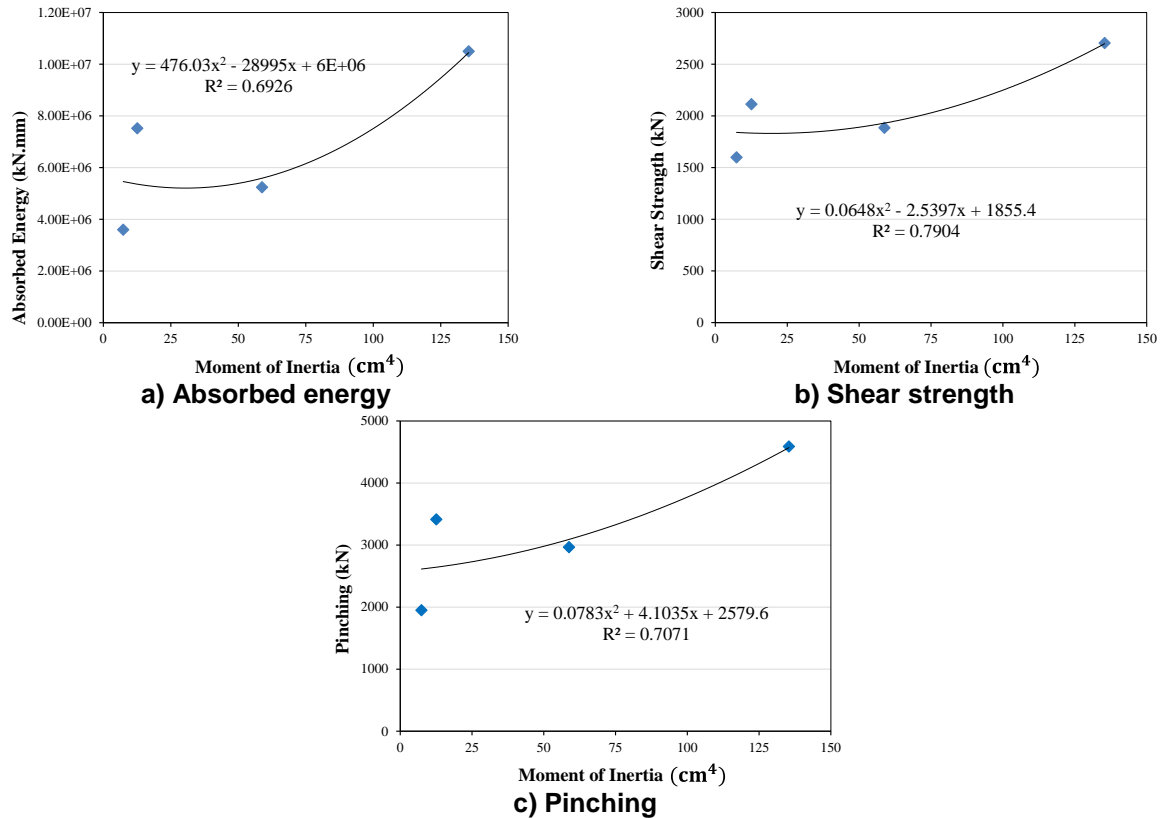 1.20E+07
1.00E+07
8.00E+06
6.00E+06
4.00E+06
2.00E+06
0.00E+00
Absorbed Energy (kN.mm)
y = 476.03x² - 28995x + 6E+06
R² = 0.6926
0 25 50 75 100 125 150
Moment of Inertia (cm⁴)
a) Absorbed energy
3000
2500
2000
1500
1000
500
0
Shear Strength (kN)
y = 0.0648x² - 2.5397x + 1855.4
R² = 0.7904
0 25 50 75 100 125 150
Moment of Inertia (cm⁴)
b) Shear strength
5000
4000
3000
2000
1000
0
Pinching (kN)
y = 0.0783x² + 4.1035x + 2579.6
R² = 0.7071
0 25 50 75 100 125 150
Moment of Inertia (cm⁴)
c) Pinching